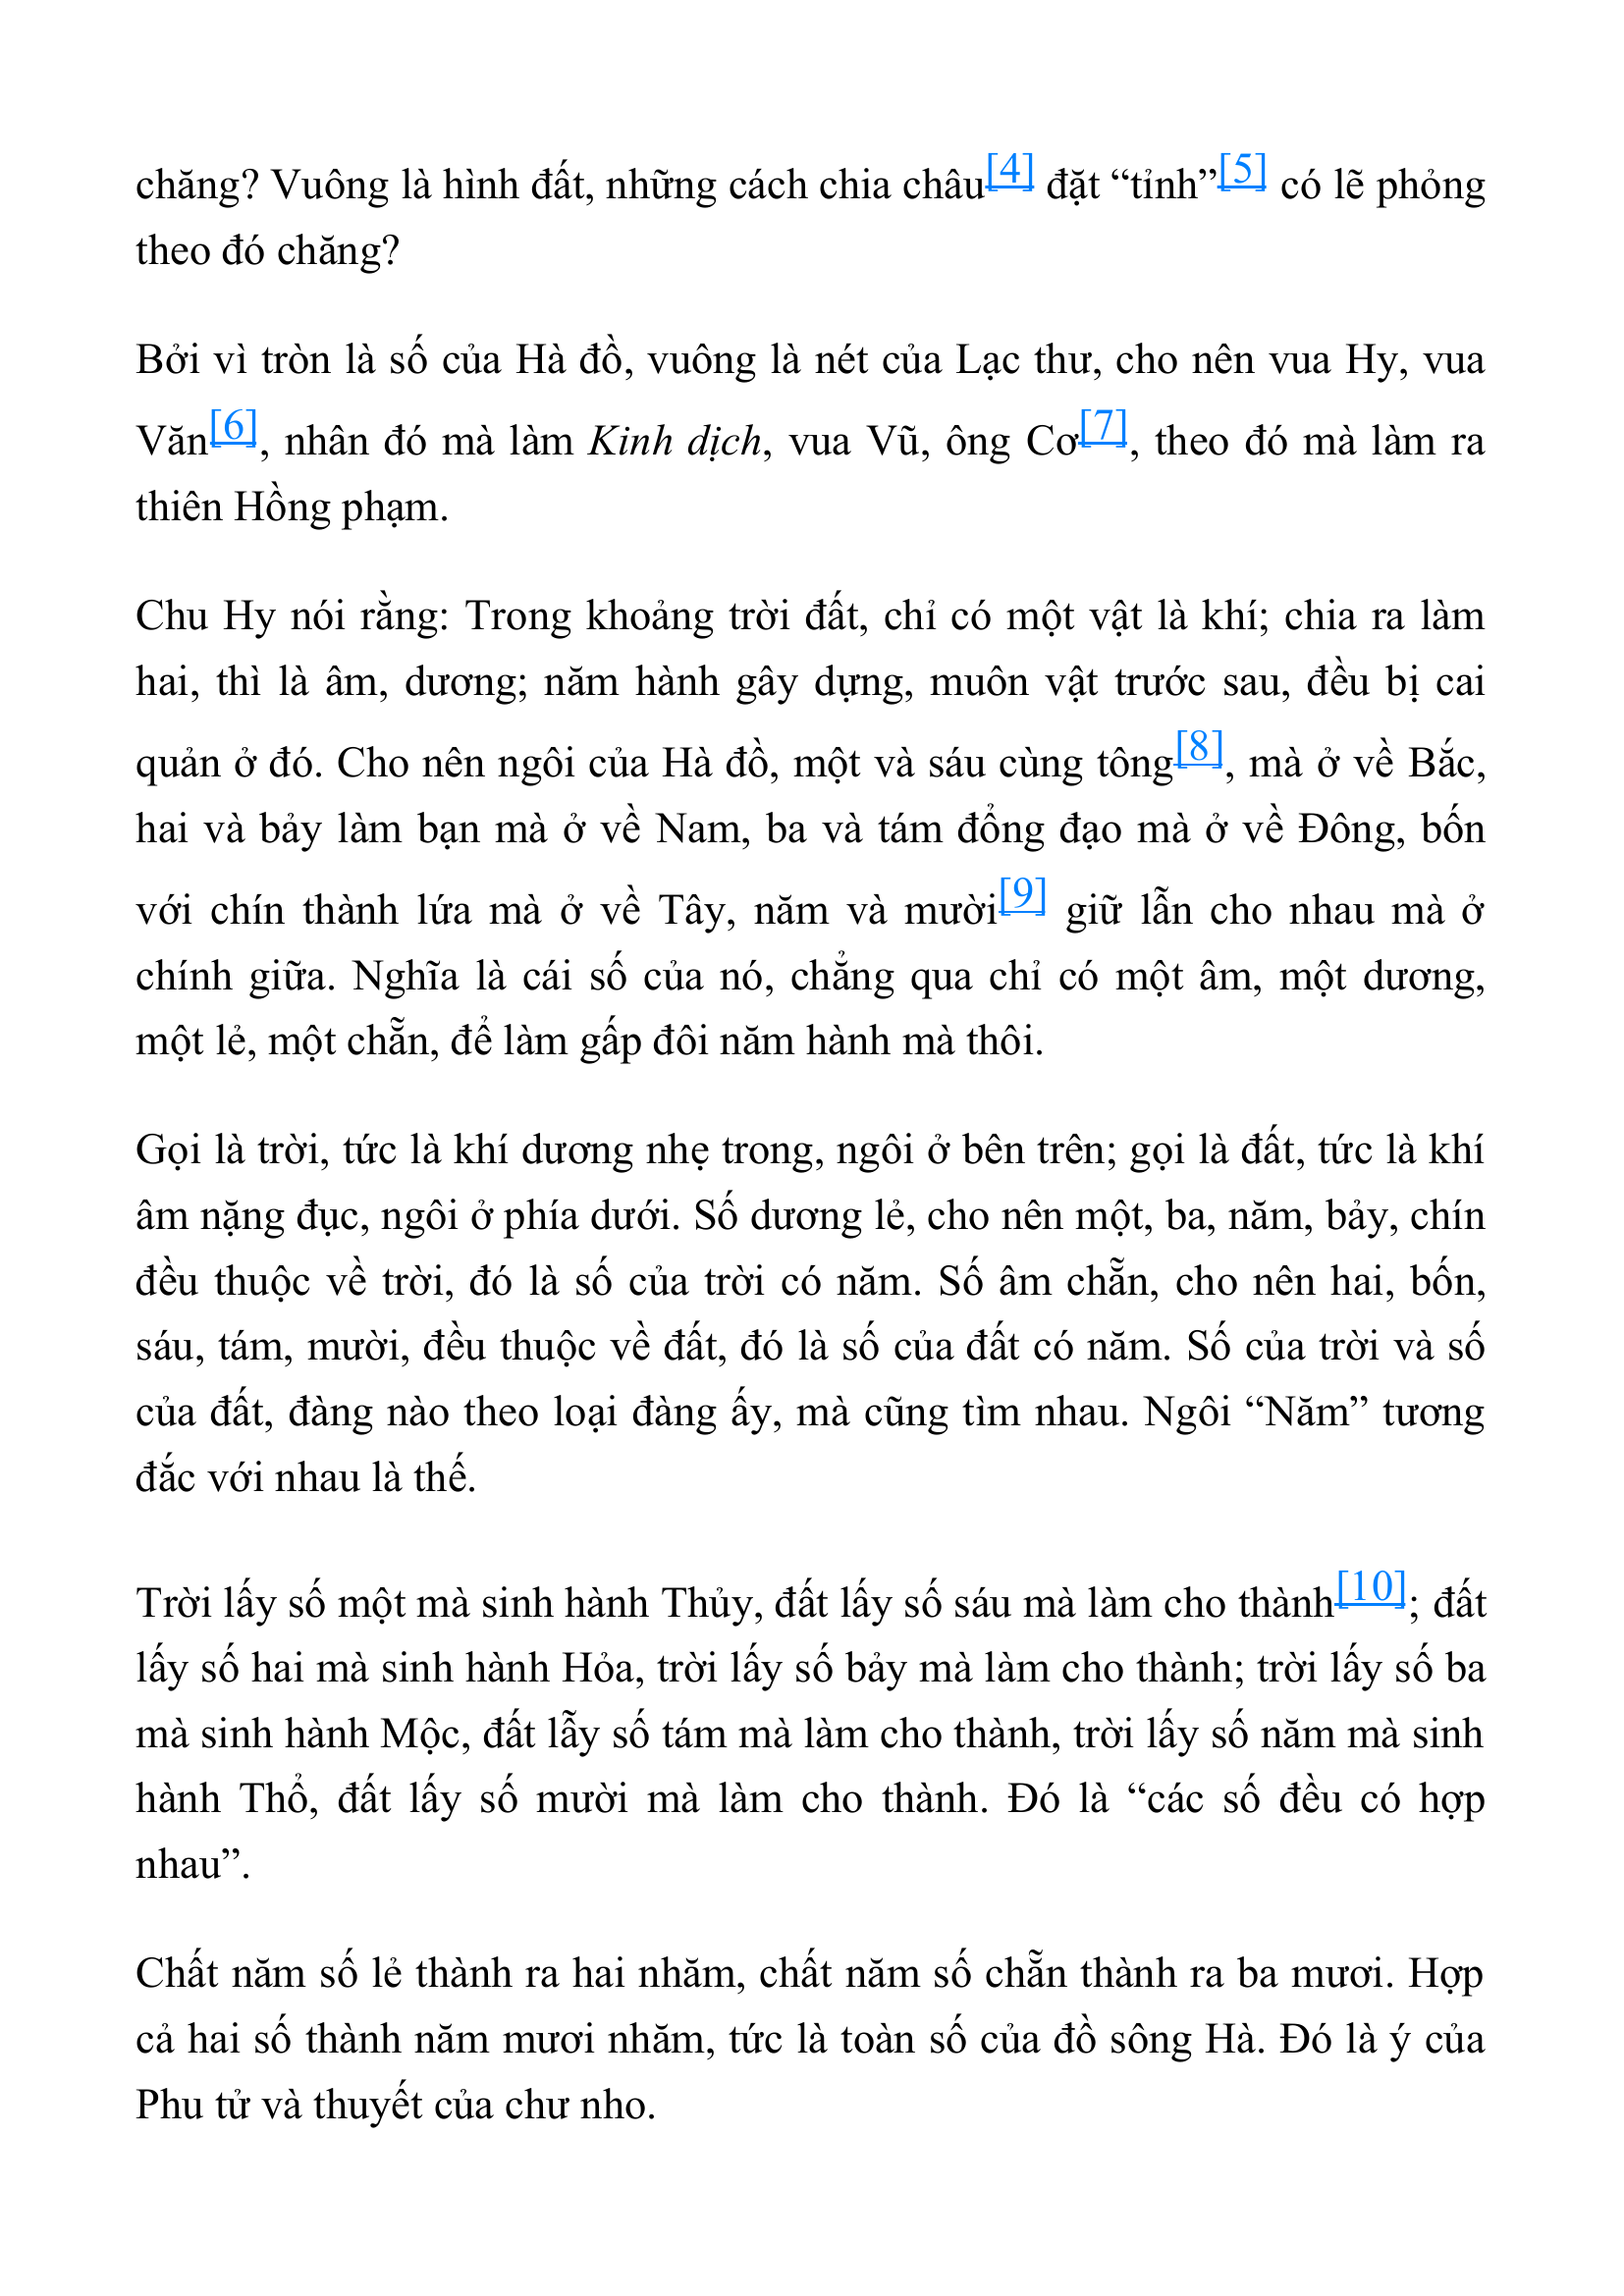 chăng? Vuông là hình đất, những cách chia châu[4] đặt “tỉnh”[5] có lẽ phỏng
theo đó chăng?
Bởi vì tròn là số của Hà đồ, vuông là nét của Lạc thư, cho nên vua Hy, vua
Văn[6], nhân đó mà làm Kinh dịch, vua Vũ, ông Cơ[7], theo đó mà làm ra
thiên Hồng phạm.
Chu Hy nói rằng: Trong khoảng trời đất, chỉ có một vật là khí; chia ra làm
hai, thì là âm, dương; năm hành gây dựng, muôn vật trước sau, đều bị cai
quản ở đó. Cho nên ngôi của Hà đồ, một và sáu cùng tông[8], mà ở về Bắc,
hai và bảy làm bạn mà ở về Nam, ba và tám đổng đạo mà ở về Đông, bốn
với chín thành lứa mà ở về Tây, năm và mười[9] giữ lẫn cho nhau mà ở
chính giữa. Nghĩa là cái số của nó, chẳng qua chỉ có một âm, một dương,
một lẻ, một chẵn, để làm gấp đôi năm hành mà thôi.
Gọi là trời, tức là khí dương nhẹ trong, ngôi ở bên trên; gọi là đất, tức là khí
âm nặng đục, ngôi ở phía dưới. Số dương lẻ, cho nên một, ba, năm, bảy, chín
đều thuộc về trời, đó là số của trời có năm. Số âm chẵn, cho nên hai, bốn,
sáu, tám, mười, đều thuộc về đất, đó là số của đất có năm. Số của trời và số
của đất, đàng nào theo loại đàng ấy, mà cũng tìm nhau. Ngôi “Năm” tương
đắc với nhau là thế.
Trời lấy số một mà sinh hành Thủy, đất lấy số sáu mà làm cho thành[10]; đất
lấy số hai mà sinh hành Hỏa, trời lấy số bảy mà làm cho thành; trời lấy số ba
mà sinh hành Mộc, đất lẫy số tám mà làm cho thành, trời lấy số năm mà sinh
hành Thổ, đất lấy số mười mà làm cho thành. Đó là “các số đều có hợp
nhau”.
Chất năm số lẻ thành ra hai nhăm, chất năm số chẵn thành ra ba mươi. Hợp
cả hai số thành năm mươi nhăm, tức là toàn số của đồ sông Hà. Đó là ý của
Phu tử và thuyết của chư nho.